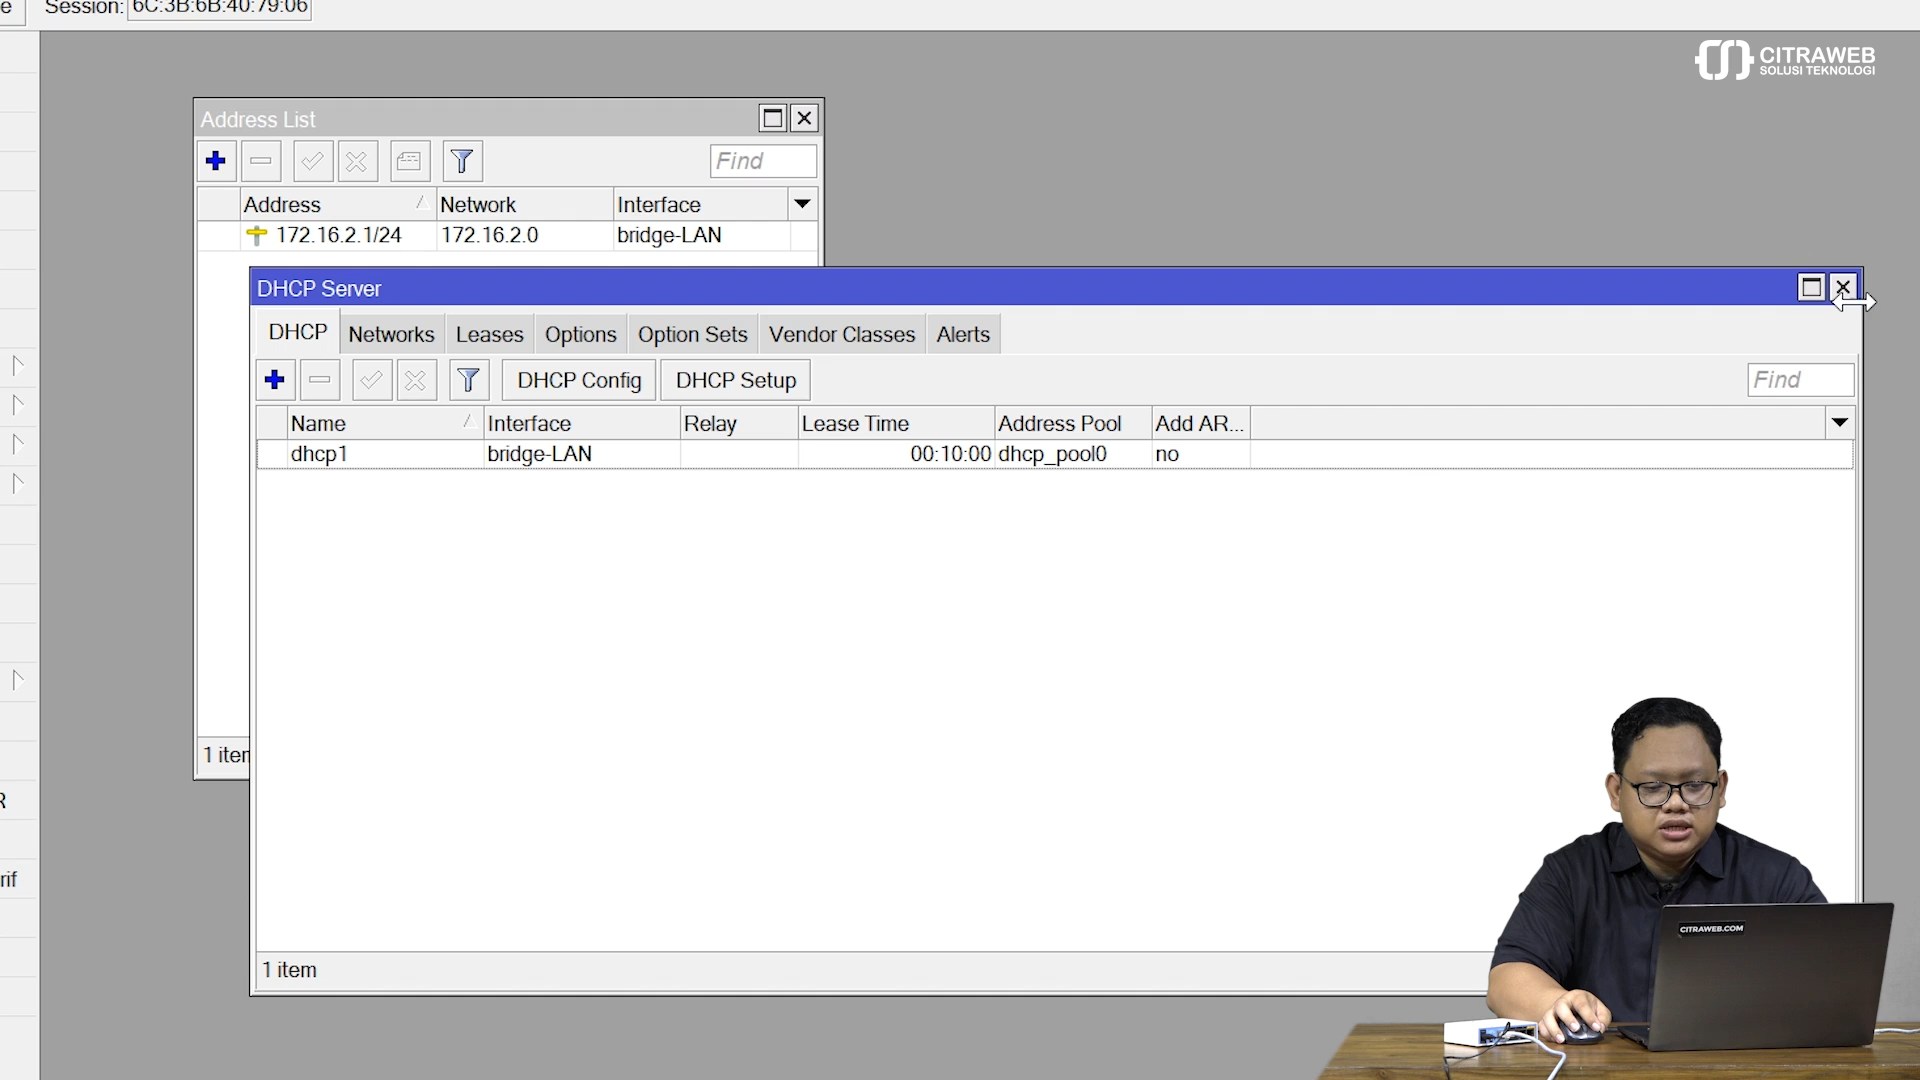 e Session: 6C:3B:6B:40:79:06
CITRAWEB
SOLUSI TEKNOLOGI
Address List
Find
Address Network Interface
172.16.2.1/24 172.16.2.0 bridge-LAN
DHCP Server
DHCP Networks Leases Options Option Sets Vendor Classes Alerts
DHCP Config DHCP Setup Find
Name Interface Relay Lease Time Address Pool Add AR...
dhcp1 bridge-LAN 00:10:00 dhcp_pool0 no
1 item
R
rif
CITRAWEB.COM
1 item